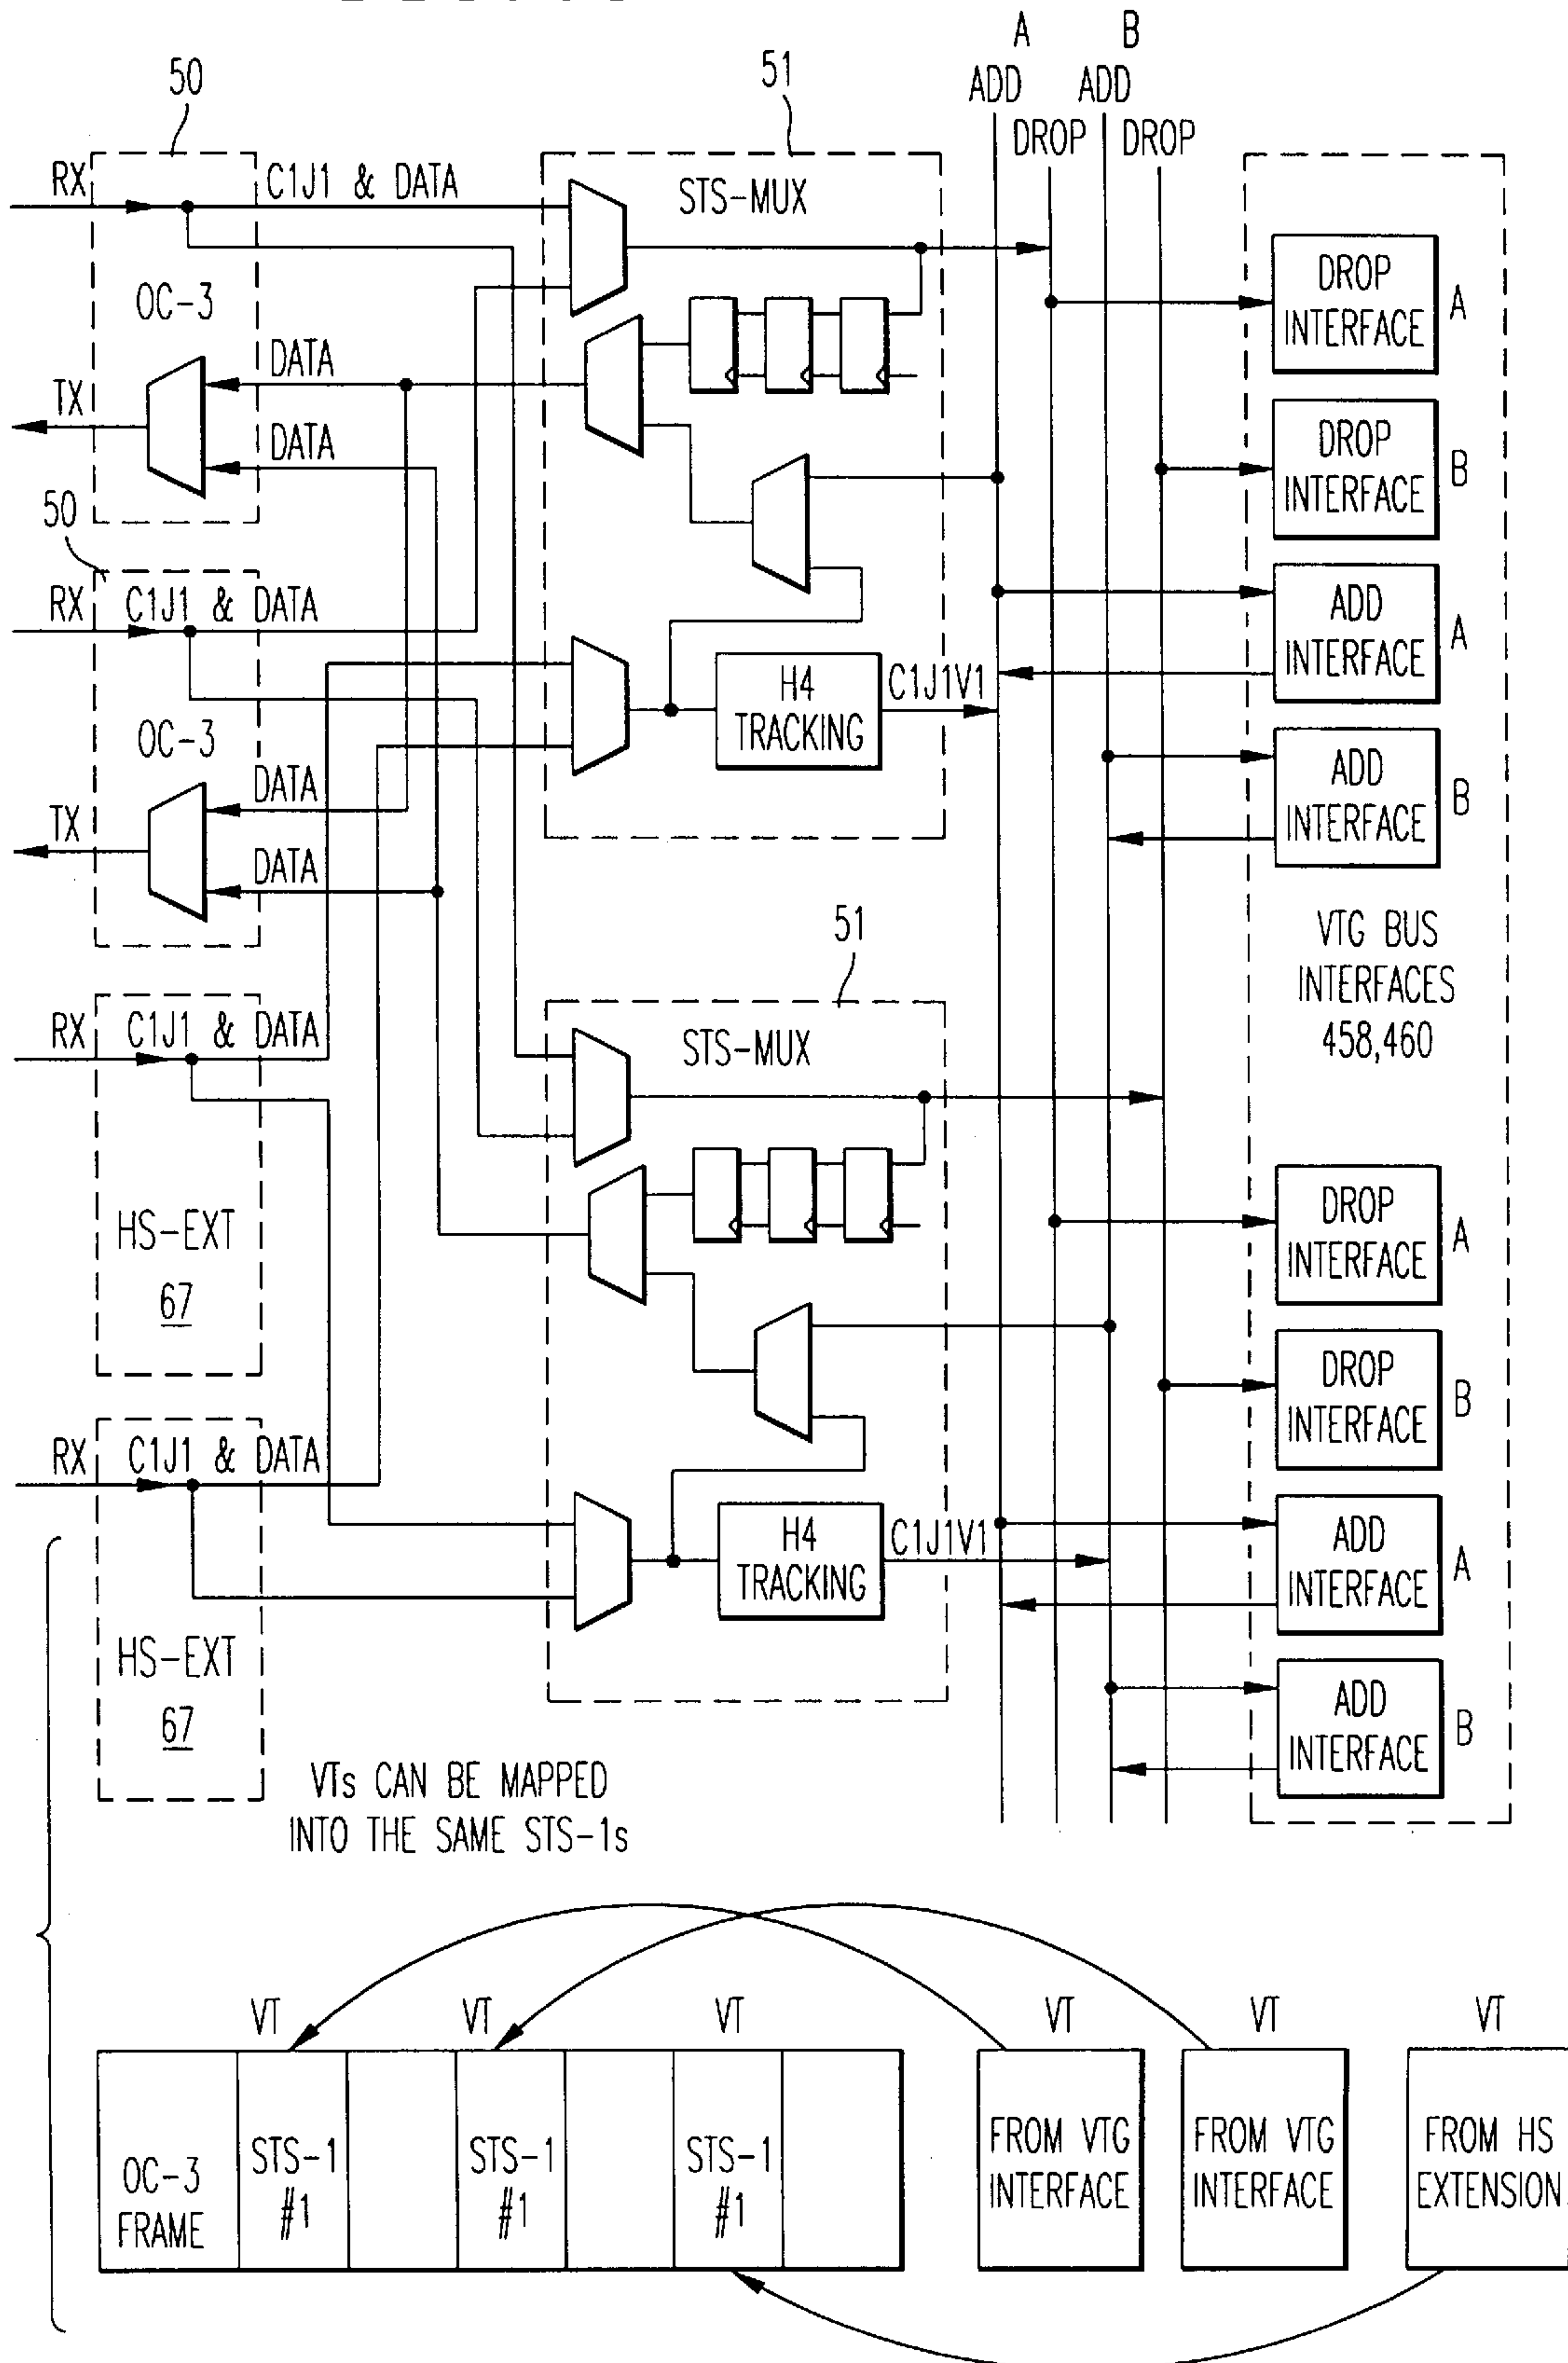 A B
ADD ADD
DROP DROP
50
51
RX
C1J1 & DATA
STS-MUX
OC-3
DATA
TX
DATA
DROP
INTERFACE
A
DROP
INTERFACE
B
50
RX C1J1 & DATA
OC-3
DATA
TX
DATA
H4
TRACKING
C1J1V1
ADD
INTERFACE
A
ADD
INTERFACE
B
VTG BUS
INTERFACES
458,460
51
RX C1J1 & DATA
STS-MUX
HS-EXT
67
DROP
INTERFACE
A
DROP
INTERFACE
B
RX C1J1 & DATA
H4
TRACKING
C1J1V1
HS-EXT
67
ADD
INTERFACE
A
ADD
INTERFACE
B
VTs CAN BE MAPPED
INTO THE SAME STS-1s
VT VT VT VT VT VT
OC-3
FRAME
STS-1
#1
STS-1
#1
STS-1
#1
FROM VTG
INTERFACE
FROM VTG
INTERFACE
FROM HS
EXTENSION